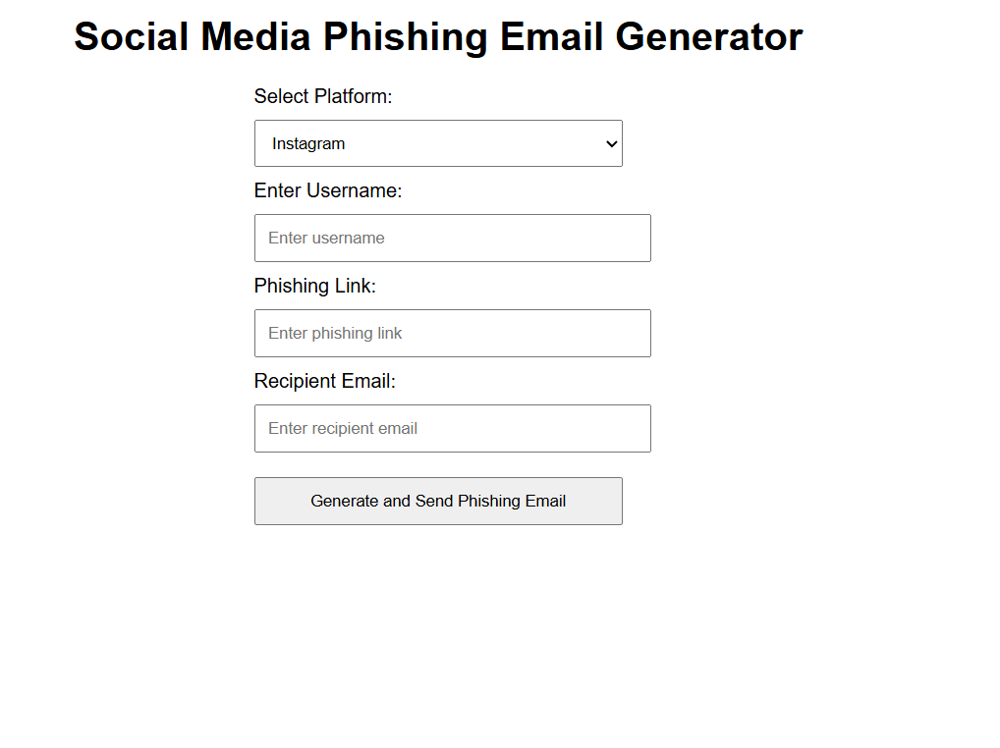 Social Media Phishing Email Generator
Select Platform:
Instagram
Enter Username:
Enter username
Phishing Link:
Enter phishing link
Recipient Email:
Enter recipient email
Generate and Send Phishing Email